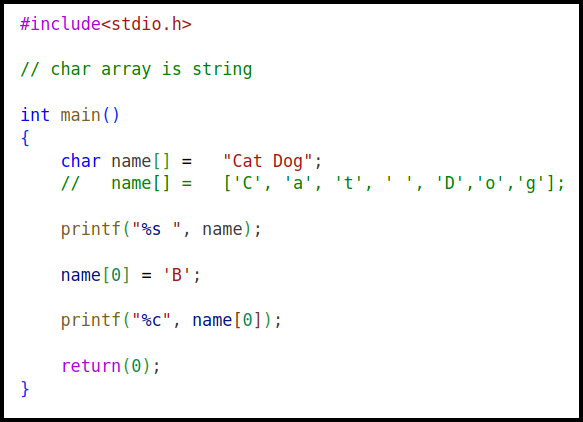 #include<stdio.h>
// char array is string
int main()
{
    char name[] =   "Cat Dog";
    //   name[] =   ['C', 'a', 't', ' ', 'D','o','g'];
    printf("%s ", name);
    name[0] = 'B';
    printf("%c", name[0]);
    return(0);
}